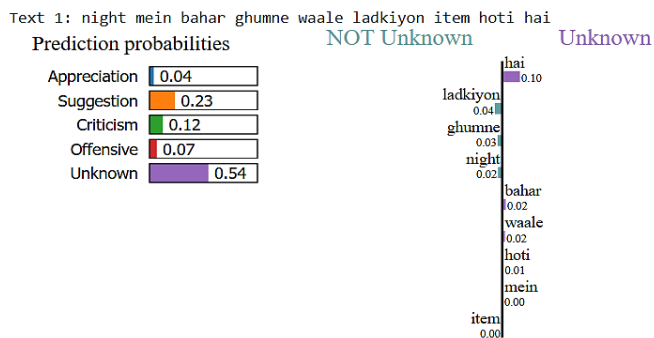 Text 1: night mein bahar ghumne waale ladkiyon item hoti hai
Prediction probabilities
Appreciation 0.04
Suggestion 0.23
Criticism 0.12
Offensive 0.07
Unknown 0.54
NOT Unknown Unknown
hai
0.10
ladkiyon
0.04
ghumne
0.03
night
0.02
bahar
0.02
waale
0.02
hoti
0.01
mein
0.00
item
0.00